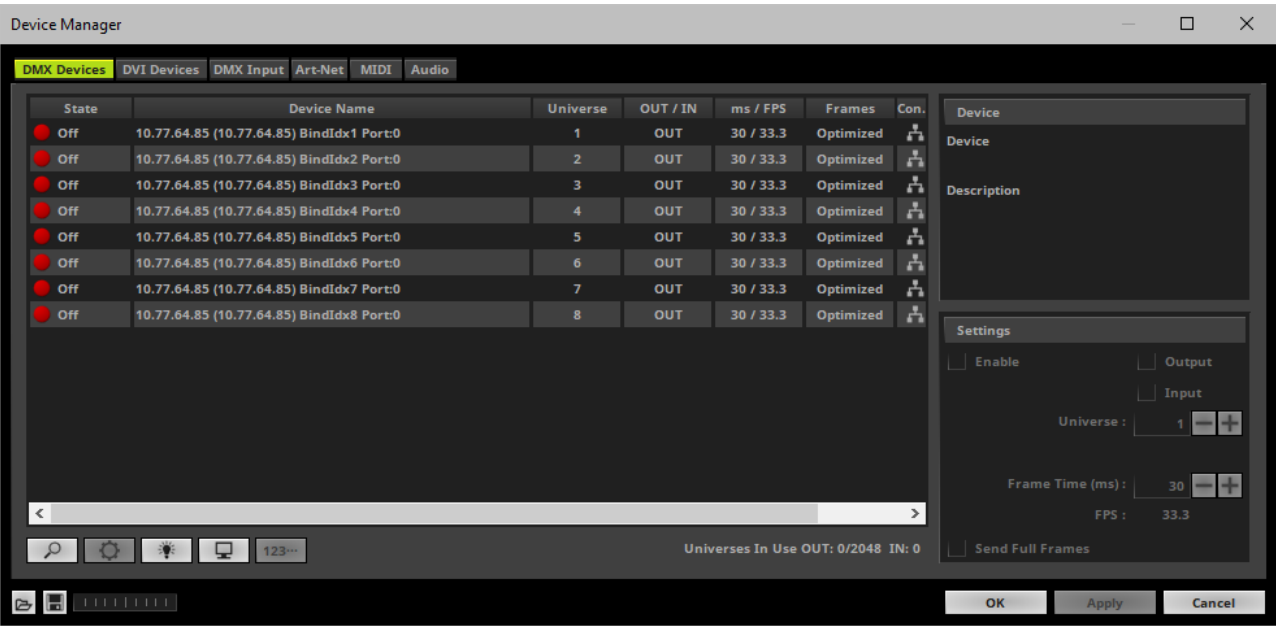 Device Manager
DMX Devices DVI Devices DMX Input Art-Net MIDI Audio
State Device Name Universe OUT / IN ms / FPS Frames Con.
Off 10.77.64.85 (10.77.64.85) BindIdx1 Port:0 1 OUT 30 / 33.3 Optimized
Off 10.77.64.85 (10.77.64.85) BindIdx2 Port:0 2 OUT 30 / 33.3 Optimized
Off 10.77.64.85 (10.77.64.85) BindIdx3 Port:0 3 OUT 30 / 33.3 Optimized
Off 10.77.64.85 (10.77.64.85) BindIdx4 Port:0 4 OUT 30 / 33.3 Optimized
Off 10.77.64.85 (10.77.64.85) BindIdx5 Port:0 5 OUT 30 / 33.3 Optimized
Off 10.77.64.85 (10.77.64.85) BindIdx6 Port:0 6 OUT 30 / 33.3 Optimized
Off 10.77.64.85 (10.77.64.85) BindIdx7 Port:0 7 OUT 30 / 33.3 Optimized
Off 10.77.64.85 (10.77.64.85) BindIdx8 Port:0 8 OUT 30 / 33.3 Optimized
123...
Universes In Use OUT: 0/2048 IN: 0
Device
Device
Description
Settings
Enable Output
Input
Universe : 1
Frame Time (ms) : 30
FPS : 33.3
Send Full Frames
OK Apply Cancel